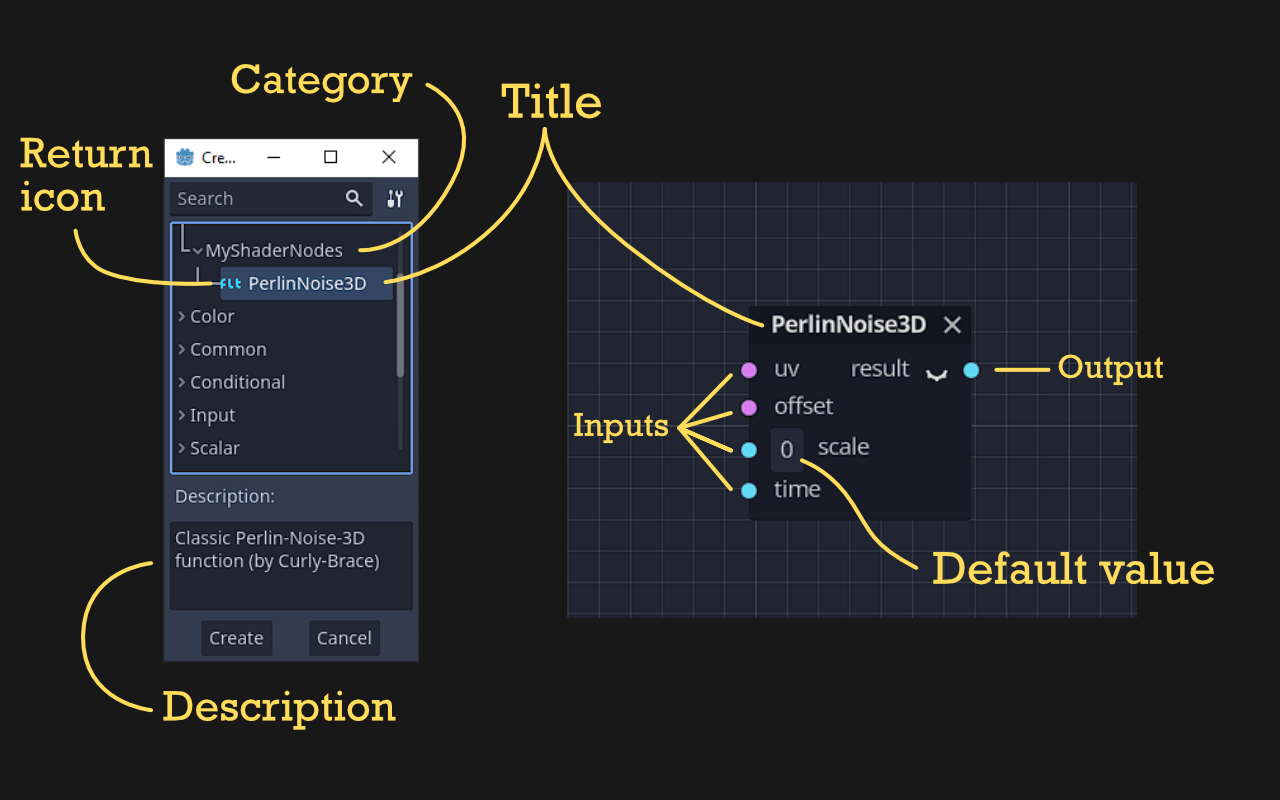 Category
Title
Return
icon
Cre...
Search
MyShaderNodes
flt PerlinNoise3D
Color
Common
Conditional
Input
Scalar
Description:
Classic Perlin-Noise-3D
function (by Curly-Brace)
Create Cancel
Description
PerlinNoise3D
uv result
Output
offset
Inputs
0 scale
time
Default value